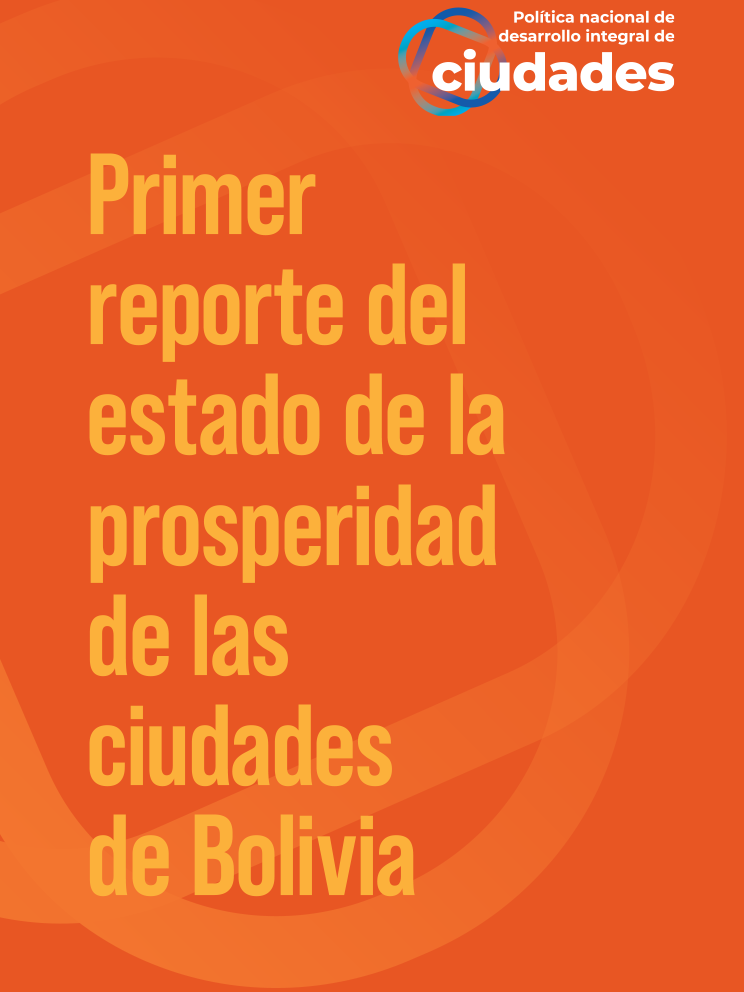 Política nacional de
desarrollo integral de
ciudades
Primer
reporte del
estado de la
prosperidad
de las
ciudades
de Bolivia